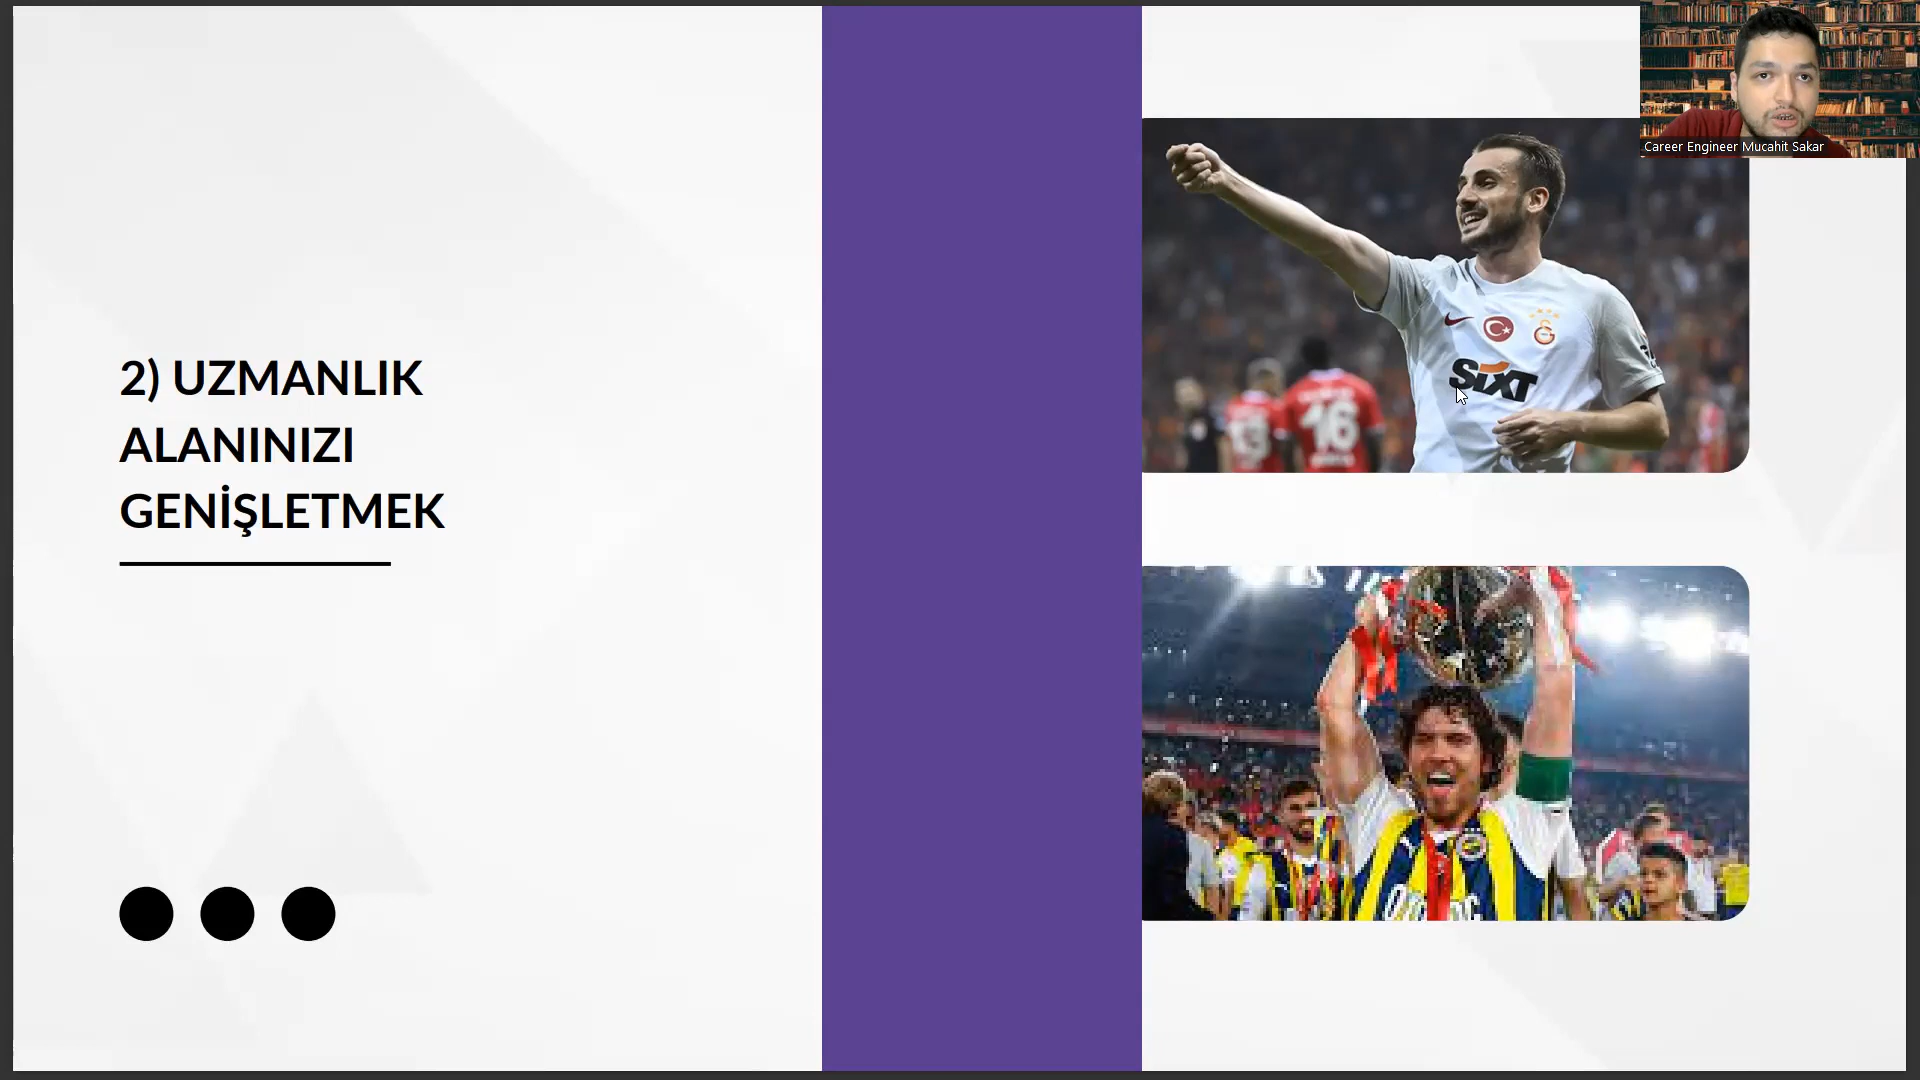 2) UZMANLIK
ALANINIZI
GENİŞLETMEK
Career Engineer Mucahit Sakar
SIXT
16